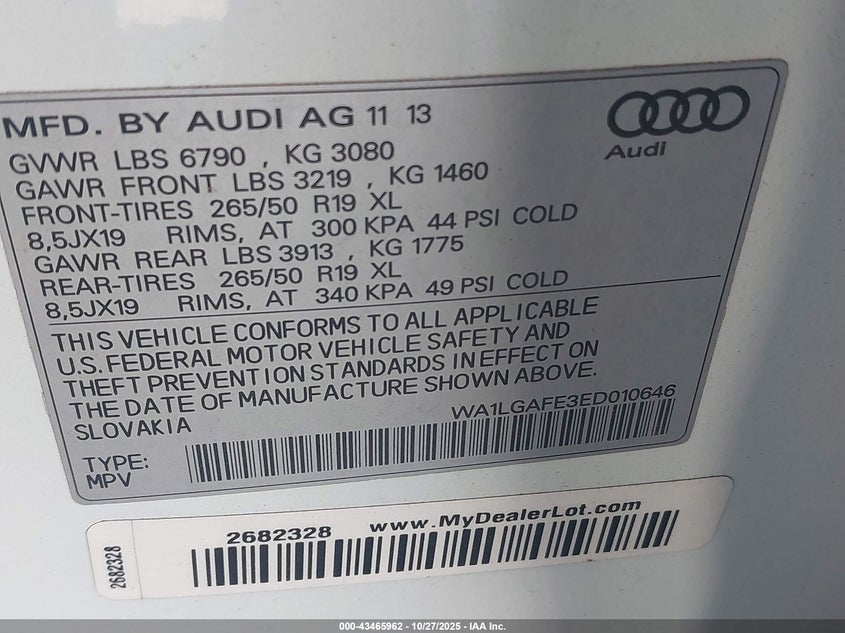 MFD. BY AUDI AG 11 13
Audi
GVWR LBS 6790 , KG 3080
GAWR FRONT LBS 3219 , KG 1460
FRONT-TIRES 265/50 R19 XL
8,5JX19 RIMS, AT 300 KPA 44 PSI COLD
GAWR REAR LBS 3913 , KG 1775
REAR-TIRES 265/50 R19 XL
8,5JX19 RIMS, AT 340 KPA 49 PSI COLD
THIS VEHICLE CONFORMS TO ALL APPLICABLE
U.S. FEDERAL MOTOR VEHICLE SAFETY AND
THEFT PREVENTION STANDARDS IN EFFECT ON
THE DATE OF MANUFACTURE SHOWN ABOVE.
SLOVAKIA WA1LGAFE3ED010646
TYPE:
MPV
2682328 www.MyDealerLot.com
2682328
000-43465962 - 10/27/2025 - IAA Inc.